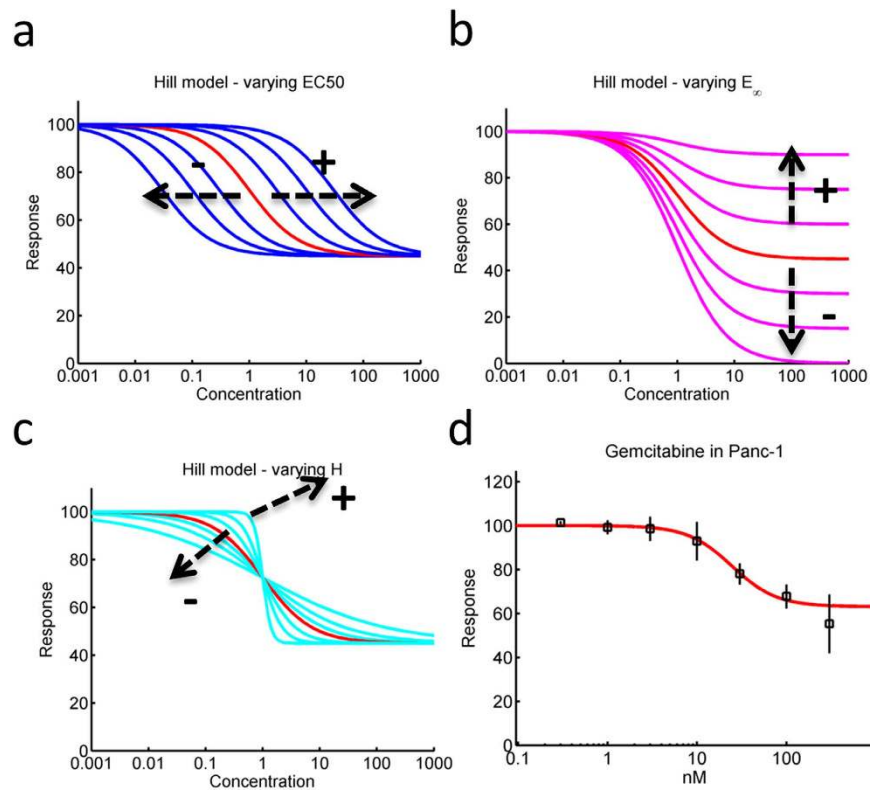 a
Hill model - varying EC50
Response
100
80
60
40
20
0
- +
0.001 0.01 0.1 1 10 100 1000
Concentration
b
Hill model - varying E∞
Response
100
80
60
40
20
0
+
-
0.001 0.01 0.1 1 10 100 1000
Concentration
c
Hill model - varying H
Response
100
80
60
40
20
0
+
-
0.001 0.01 0.1 1 10 100 1000
Concentration
d
Gemcitabine in Panc-1
Response
120
100
80
60
40
20
0
0.1 1 10 100
nM